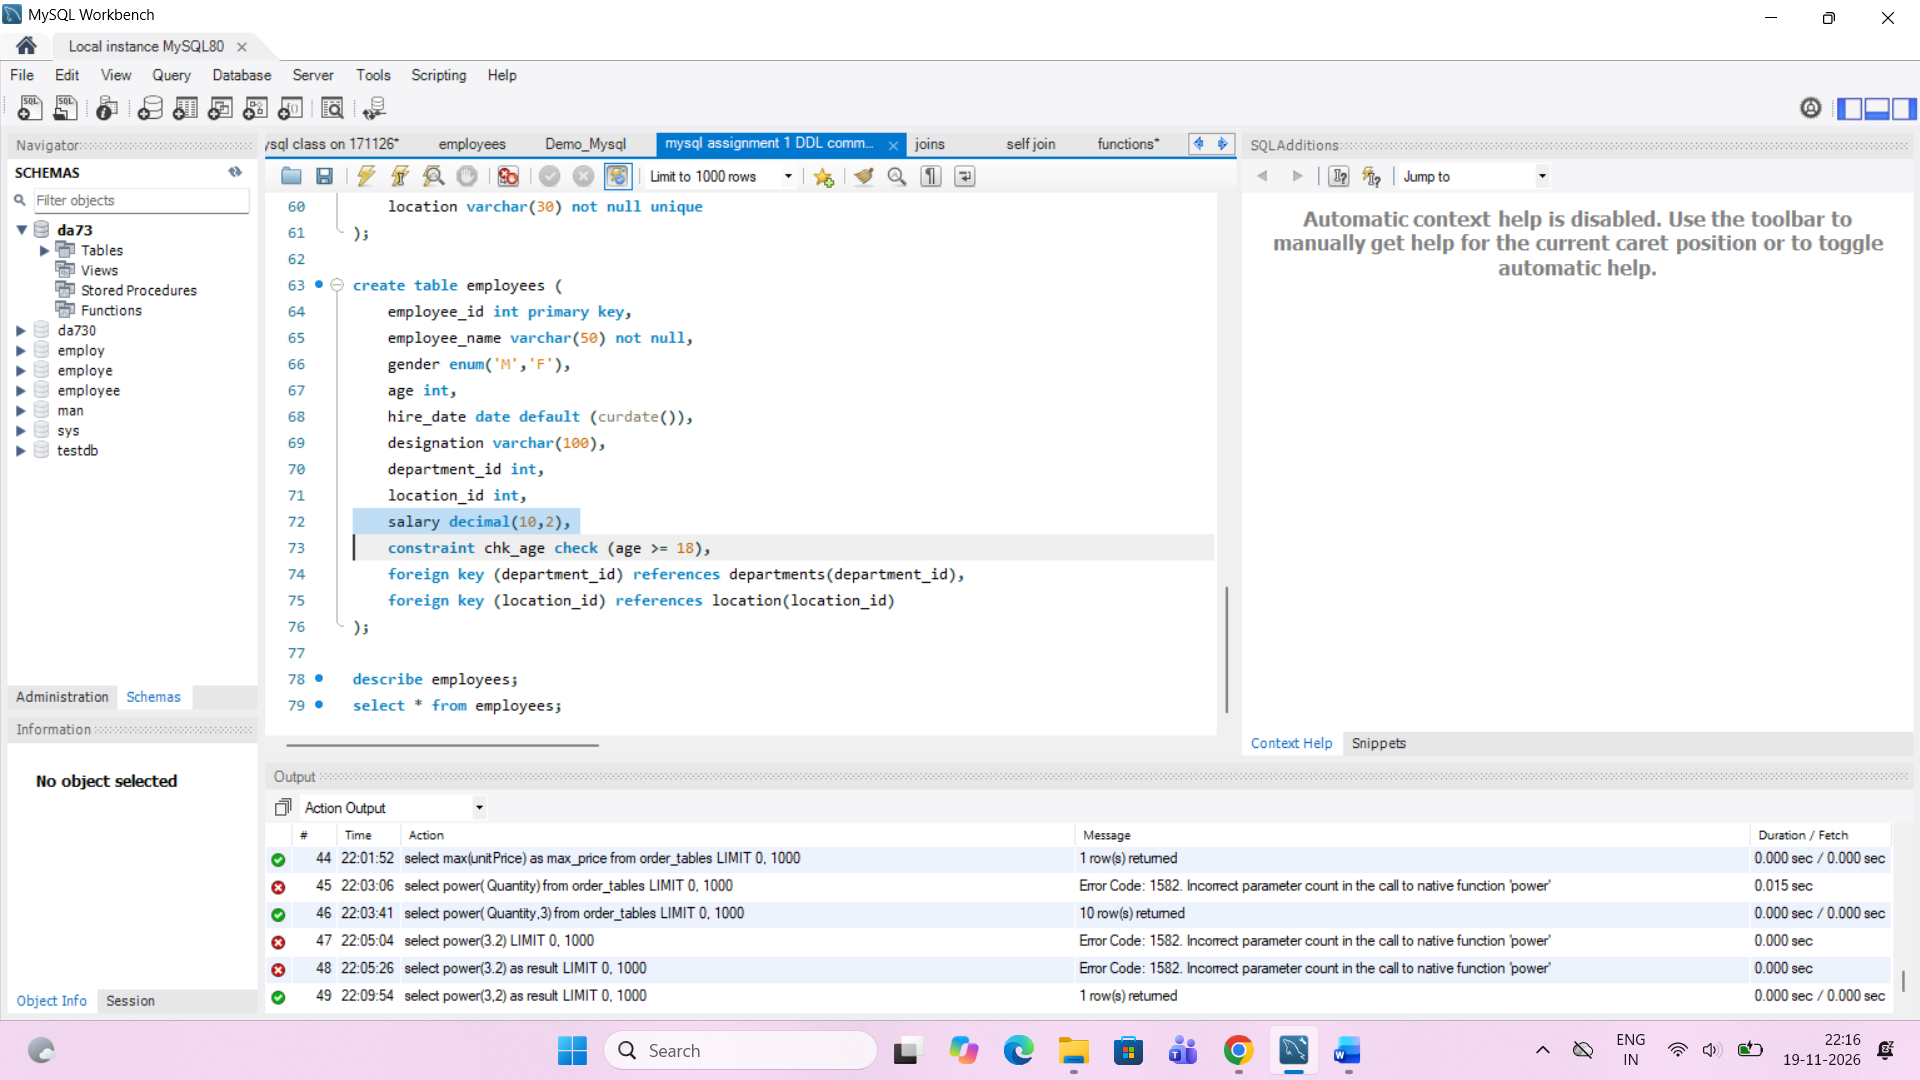 MySQL Workbench
Local instance MySQL80
File Edit View Query Database Server Tools Scripting Help
Navigator
SCHEMAS
Filter objects
da73
Tables
Views
Stored Procedures
Functions
da730
employ
employe
employee
man
sys
testdb
Administration Schemas
Information
No object selected
Object Info Session
ysql class on 171126* employees Demo_Mysql mysql assignment 1 DDL comm... joins self join functions*
Limit to 1000 rows
60 location varchar(30) not null unique
61 );
62
63 create table employees (
64 employee_id int primary key,
65 employee_name varchar(50) not null,
66 gender enum('M','F'),
67 age int,
68 hire_date date default (curdate()),
69 designation varchar(100),
70 department_id int,
71 location_id int,
72 salary decimal(10,2),
73 constraint chk_age check (age >= 18),
74 foreign key (department_id) references departments(department_id),
75 foreign key (location_id) references location(location_id)
76 );
77
78 describe employees;
79 select * from employees;
SQLAdditions
Jump to
Automatic context help is disabled. Use the toolbar to
manually get help for the current caret position or to toggle
automatic help.
Context Help Snippets
Output
Action Output
# Time Action Message Duration / Fetch
44 22:01:52 select max(unitPrice) as max_price from order_tables LIMIT 0, 1000 1 row(s) returned 0.000 sec / 0.000 sec
45 22:03:06 select power( Quantity) from order_tables LIMIT 0, 1000 Error Code: 1582. Incorrect parameter count in the call to native function 'power' 0.015 sec
46 22:03:41 select power( Quantity,3) from order_tables LIMIT 0, 1000 10 row(s) returned 0.000 sec / 0.000 sec
47 22:05:04 select power(3.2) LIMIT 0, 1000 Error Code: 1582. Incorrect parameter count in the call to native function 'power' 0.000 sec
48 22:05:26 select power(3.2) as result LIMIT 0, 1000 Error Code: 1582. Incorrect parameter count in the call to native function 'power' 0.000 sec
49 22:09:54 select power(3,2) as result LIMIT 0, 1000 1 row(s) returned 0.000 sec / 0.000 sec
Search
ENG
IN
22:16
19-11-2026